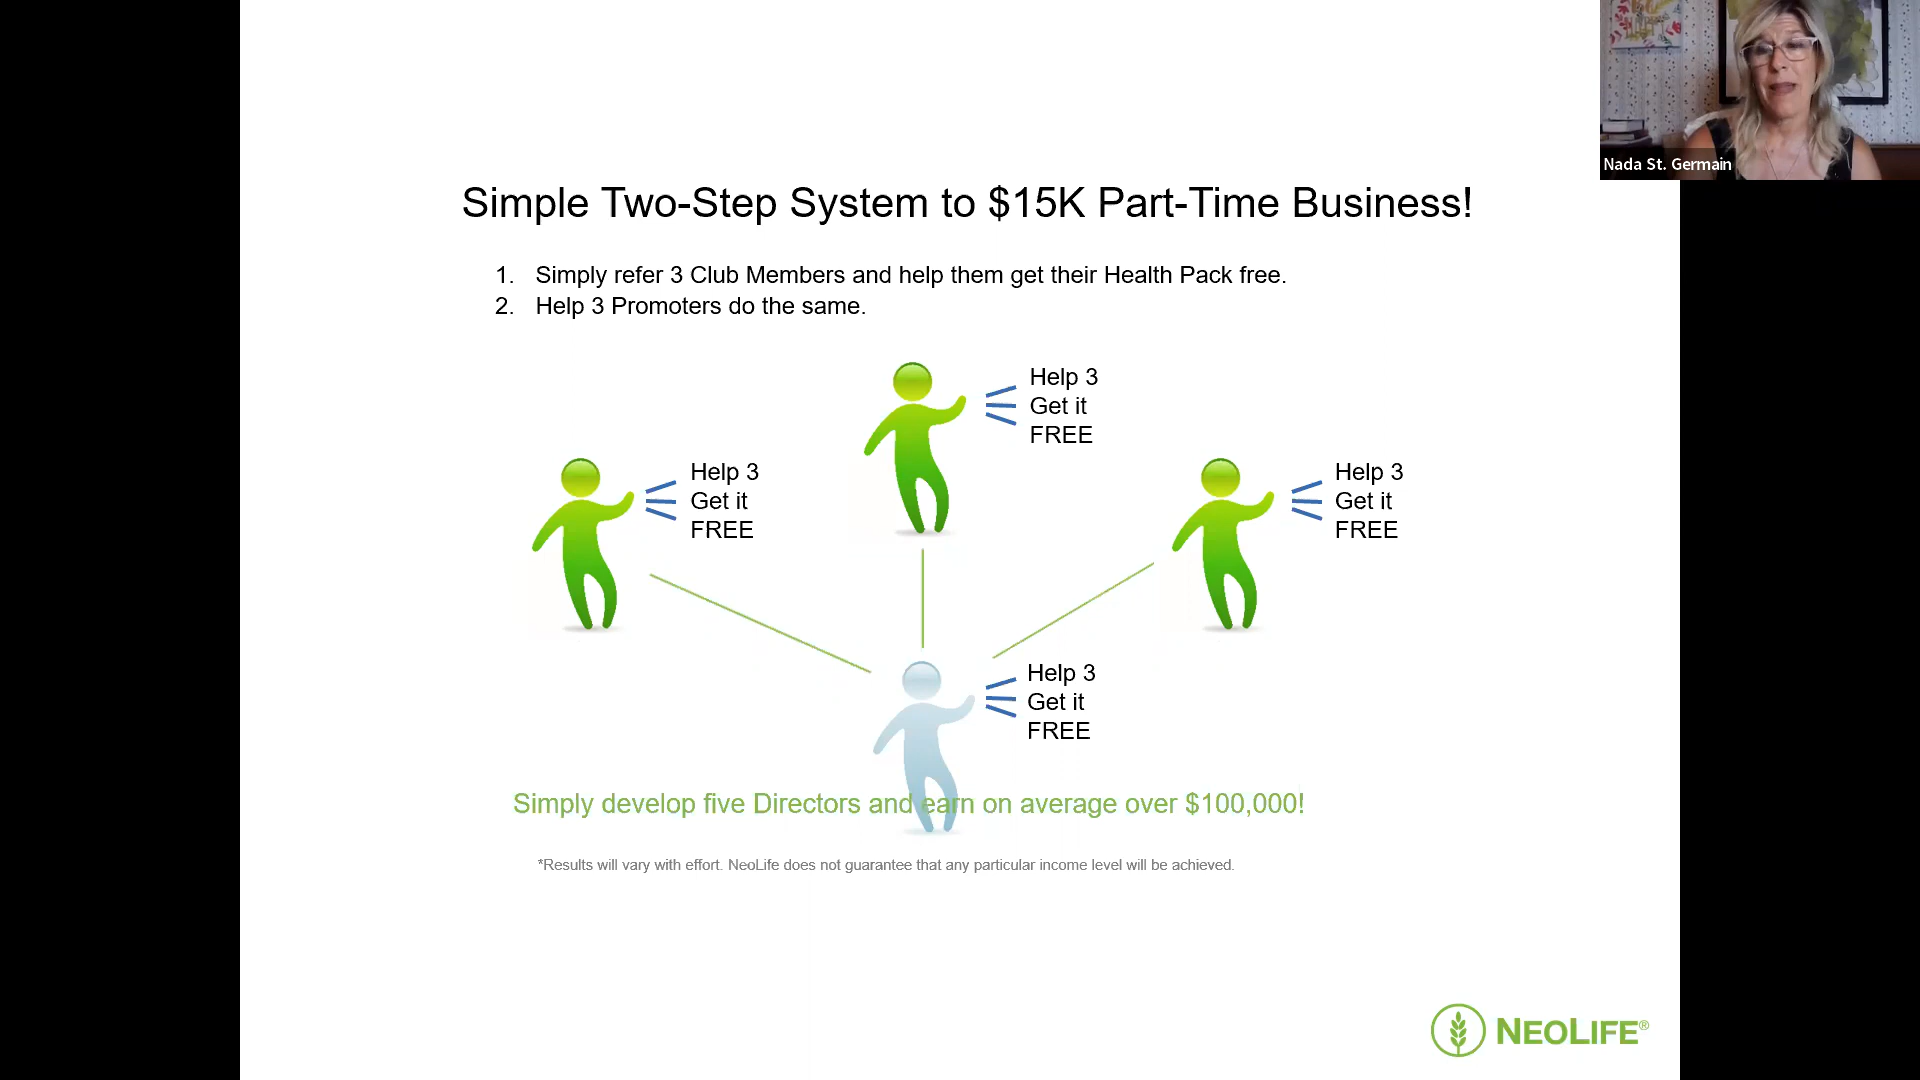 Nada St. Germain
Simple Two-Step System to $15K Part-Time Business!
1. Simply refer 3 Club Members and help them get their Health Pack free.
2. Help 3 Promoters do the same.
Help 3
Get it
FREE
Help 3
Get it
FREE
Help 3
Get it
FREE
Help 3
Get it
FREE
Simply develop five Directors and earn on average over $100,000!
*Results will vary with effort. NeoLife does not guarantee that any particular income level will be achieved.
NEOLIFE®